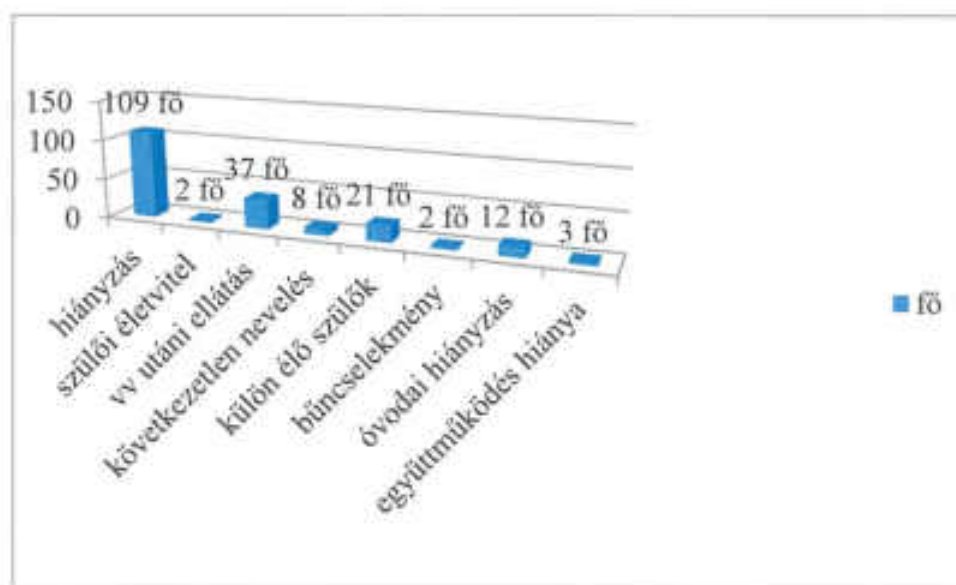 150
100
50
0
109 fő
2 fő
37 fő
8 fő
21 fő
2 fő
12 fő
3 fő
hiányzás
szülői életvitel
vv utáni ellátás
következetlen nevelés
külön élő szülők
bűncselekmény
óvodai hiányzás
együttműködés hiánya
fő